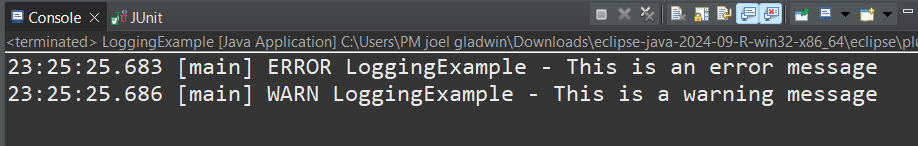 Console JUnit
<terminated> LoggingExample [Java Application] C:\Users\PM joel gladwin\Downloads\eclipse-java-2024-09-R-win32-x86_64\eclipse\plu
23:25:25.683 [main] ERROR LoggingExample - This is an error message
23:25:25.686 [main] WARN LoggingExample - This is a warning message